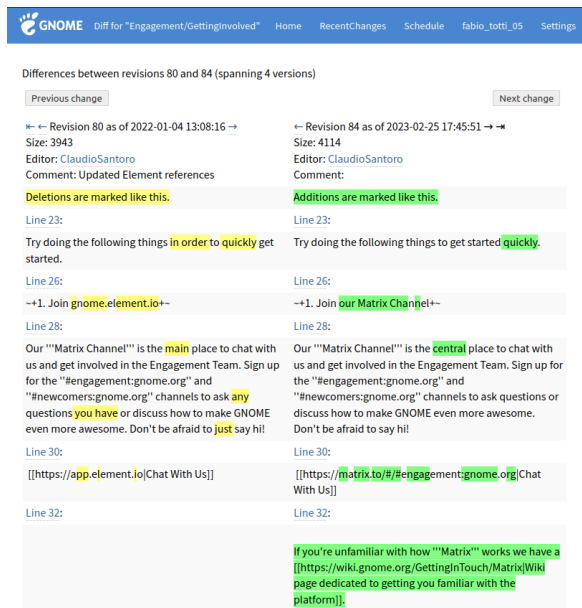 GNOME Diff for "Engagement/GettingInvolved" Home RecentChanges Schedule fabio_totti_05 Settings
Differences between revisions 80 and 84 (spanning 4 versions)
Previous change Next change
⇤ ← Revision 80 as of 2022-01-04 13:08:16 →
Size: 3943
Editor: ClaudioSantoro
Comment: Updated Element references
← Revision 84 as of 2023-02-25 17:45:51 → ⇥
Size: 4114
Editor: ClaudioSantoro
Comment:
Deletions are marked like this.
Additions are marked like this.
Line 23:
Line 23:
Try doing the following things in order to quickly get
started.
Try doing the following things to get started quickly.
Line 26:
Line 26:
~+1. Join gnome.element.io+~
~+1. Join our Matrix Channel+~
Line 28:
Line 28:
Our '''Matrix Channel''' is the main place to chat with
us and get involved in the Engagement Team. Sign up
for the ''#engagement:gnome.org'' and
''#newcomers:gnome.org'' channels to ask any
questions you have or discuss how to make GNOME
even more awesome. Don't be afraid to just say hi!
Our '''Matrix Channel''' is the central place to chat with
us and get involved in the Engagement Team. Sign up for
the ''#engagement:gnome.org'' and
''#newcomers:gnome.org'' channels to ask questions or
discuss how to make GNOME even more awesome.
Don't be afraid to say hi!
Line 30:
Line 30:
[[https://app.element.io|Chat With Us]]
[[https://matrix.to/#/#engagement:gnome.org|Chat
With Us]]
Line 32:
Line 32:
If you're unfamiliar with how '''Matrix''' works we have a
[[https://wiki.gnome.org/GettingInTouch/Matrix|Wiki
page dedicated to getting you familiar with the
platform]].